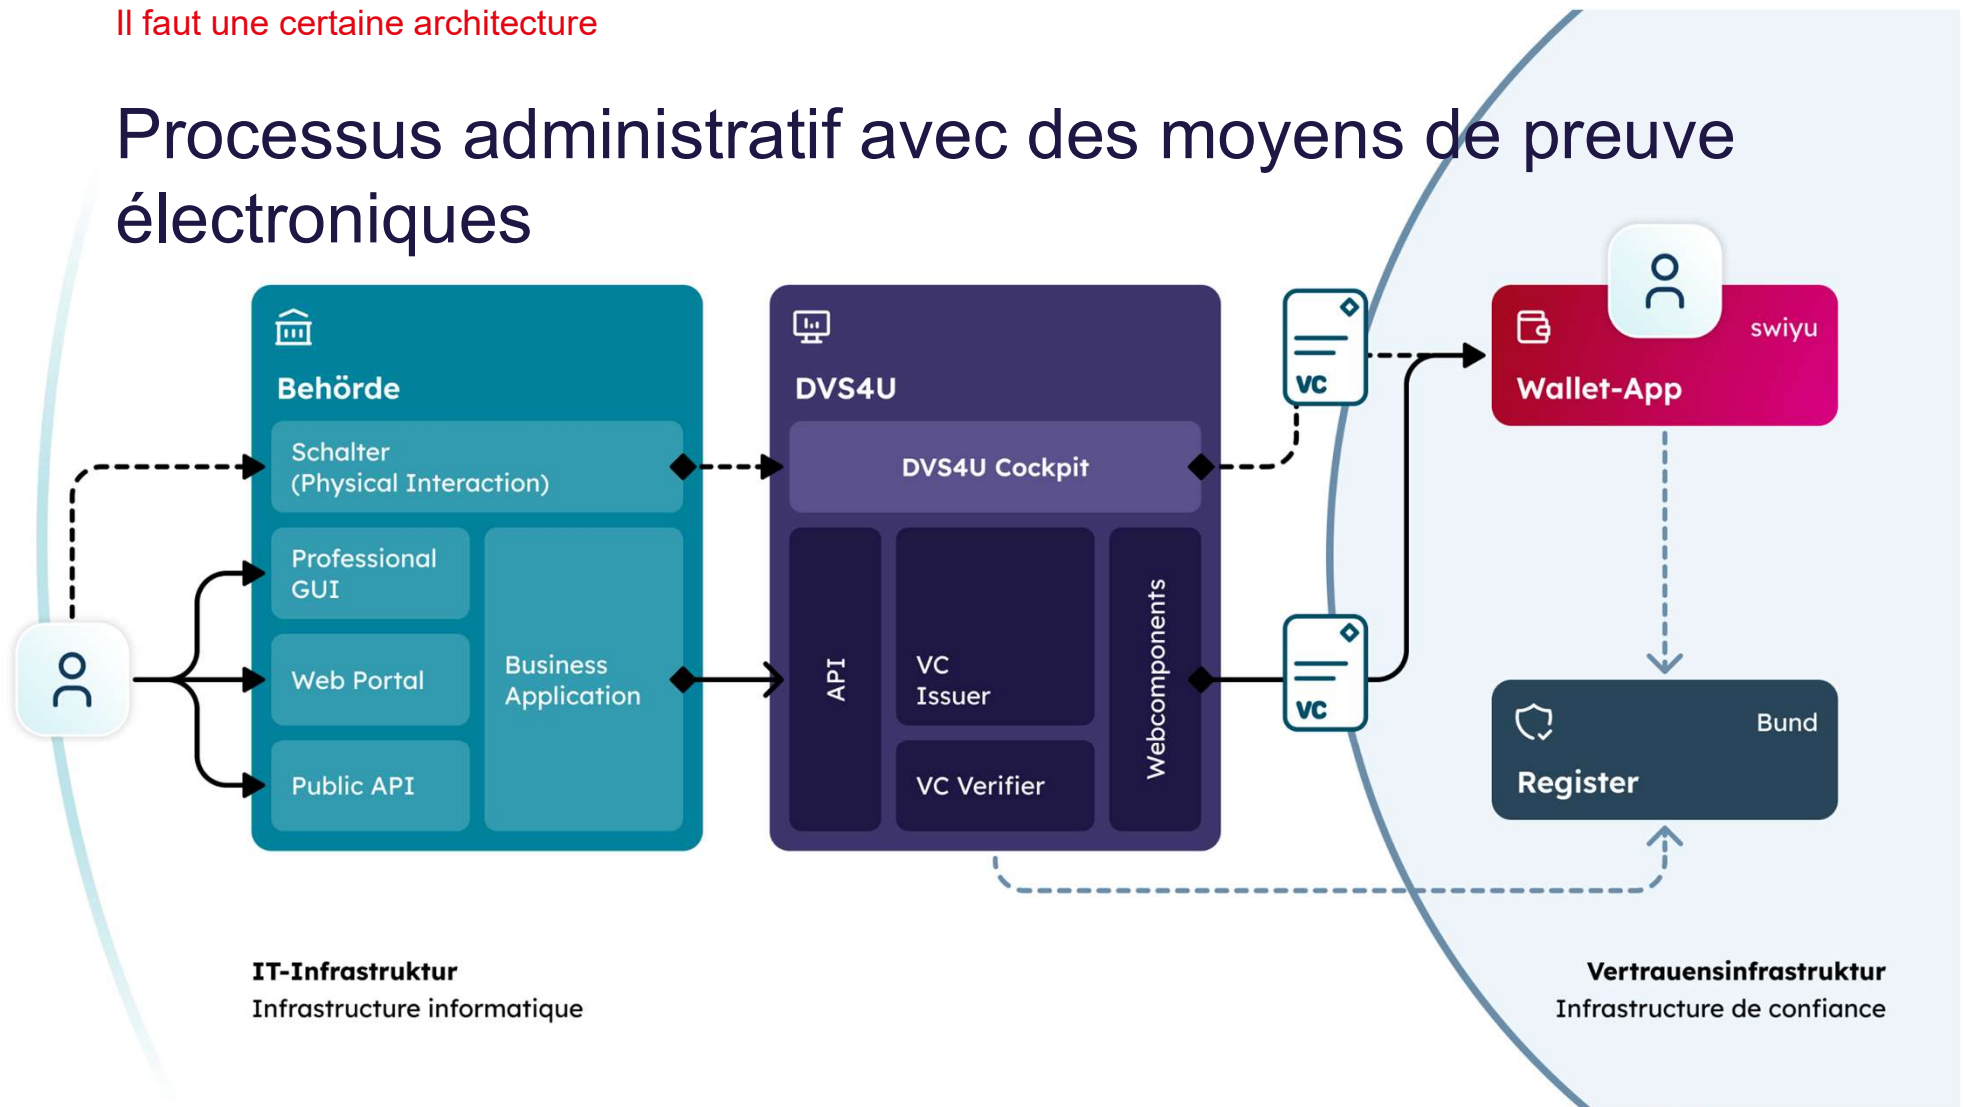 Il faut une certaine architecture
Processus administratif avec des moyens de preuve
électroniques
Behörde
Schalter
(Physical Interaction)
Professional
GUI
Web Portal
Public API
Business
Application
DVS4U
DVS4U Cockpit
API
VC
Issuer
VC Verifier
Webcomponents
VC
VC
swiyu
Wallet-App
Bund
Register
IT-Infrastruktur
Infrastructure informatique
Vertrauensinfrastruktur
Infrastructure de confiance